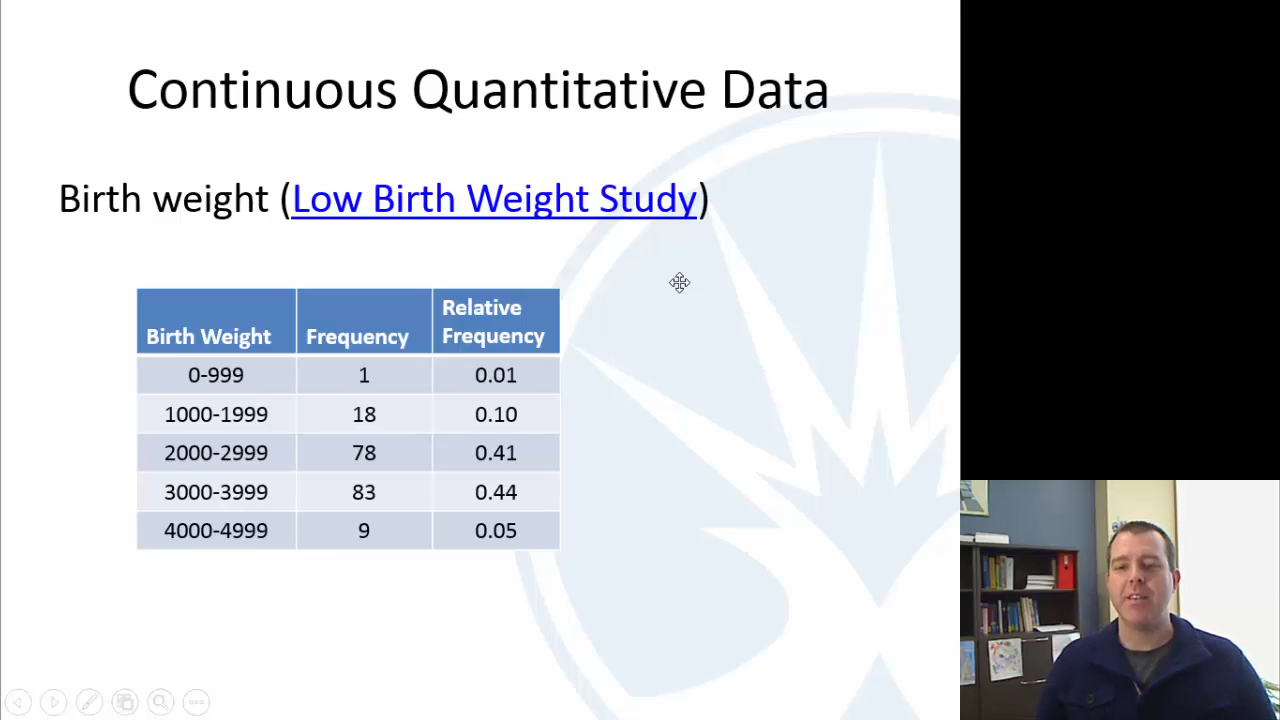 Continuous Quantitative Data
Birth weight (Low Birth Weight Study)
Birth Weight Frequency Relative Frequency
0-999 1 0.01
1000-1999 18 0.10
2000-2999 78 0.41
3000-3999 83 0.44
4000-4999 9 0.05